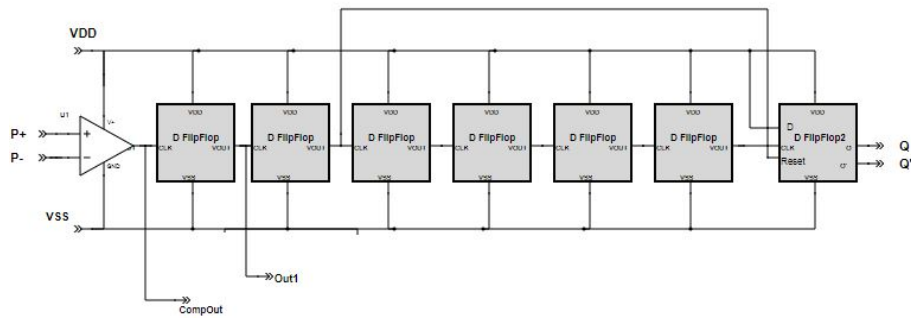 VDD
U1
V+
P+
P-
GND
VSS
VDD
D FlipFlop
CLK
VOUT
VSS
VDD
D FlipFlop
CLK
VOUT
VSS
VDD
D FlipFlop
CLK
VOUT
VSS
VDD
D FlipFlop
CLK
VOUT
VSS
VDD
D FlipFlop
CLK
VOUT
VSS
VDD
D FlipFlop
CLK
VOUT
VSS
VDD
D
D FlipFlop2
CLK
Q
Reset
Q'
VSS
Q
Q'
Out1
CompOut